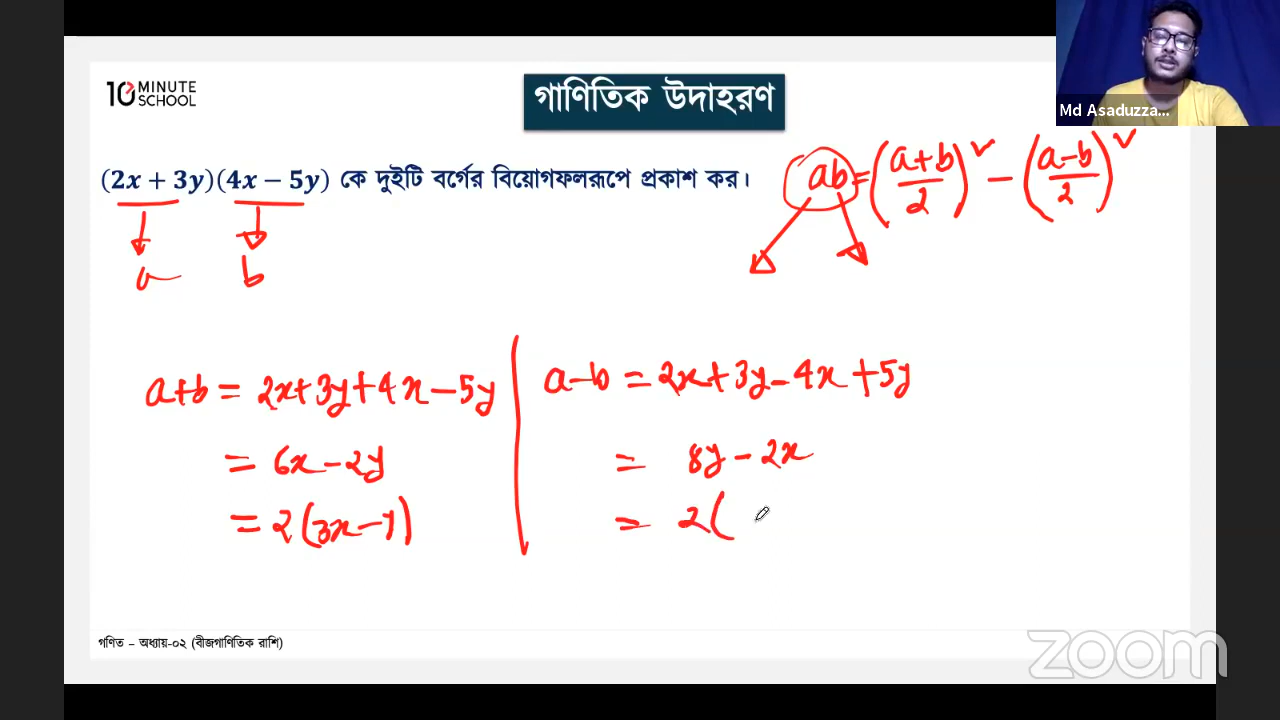 10 MINUTE SCHOOL
গাণিতিক উদাহরণ
Md Asaduzza...
(2x + 3y)(4x − 5y) কে দুইটি বর্গের বিয়োগফলরূপে প্রকাশ কর।
ab = ((a+b)/2)² − ((a−b)/2)²
a b
a+b = 2x+3y+4x−5y
= 6x−2y
= 2(3x−y)
a−b = 2x+3y−4x+5y
= 8y−2x
= 2(
গণিত – অধ্যায়-০২ (বীজগাণিতিক রাশি)
zoom